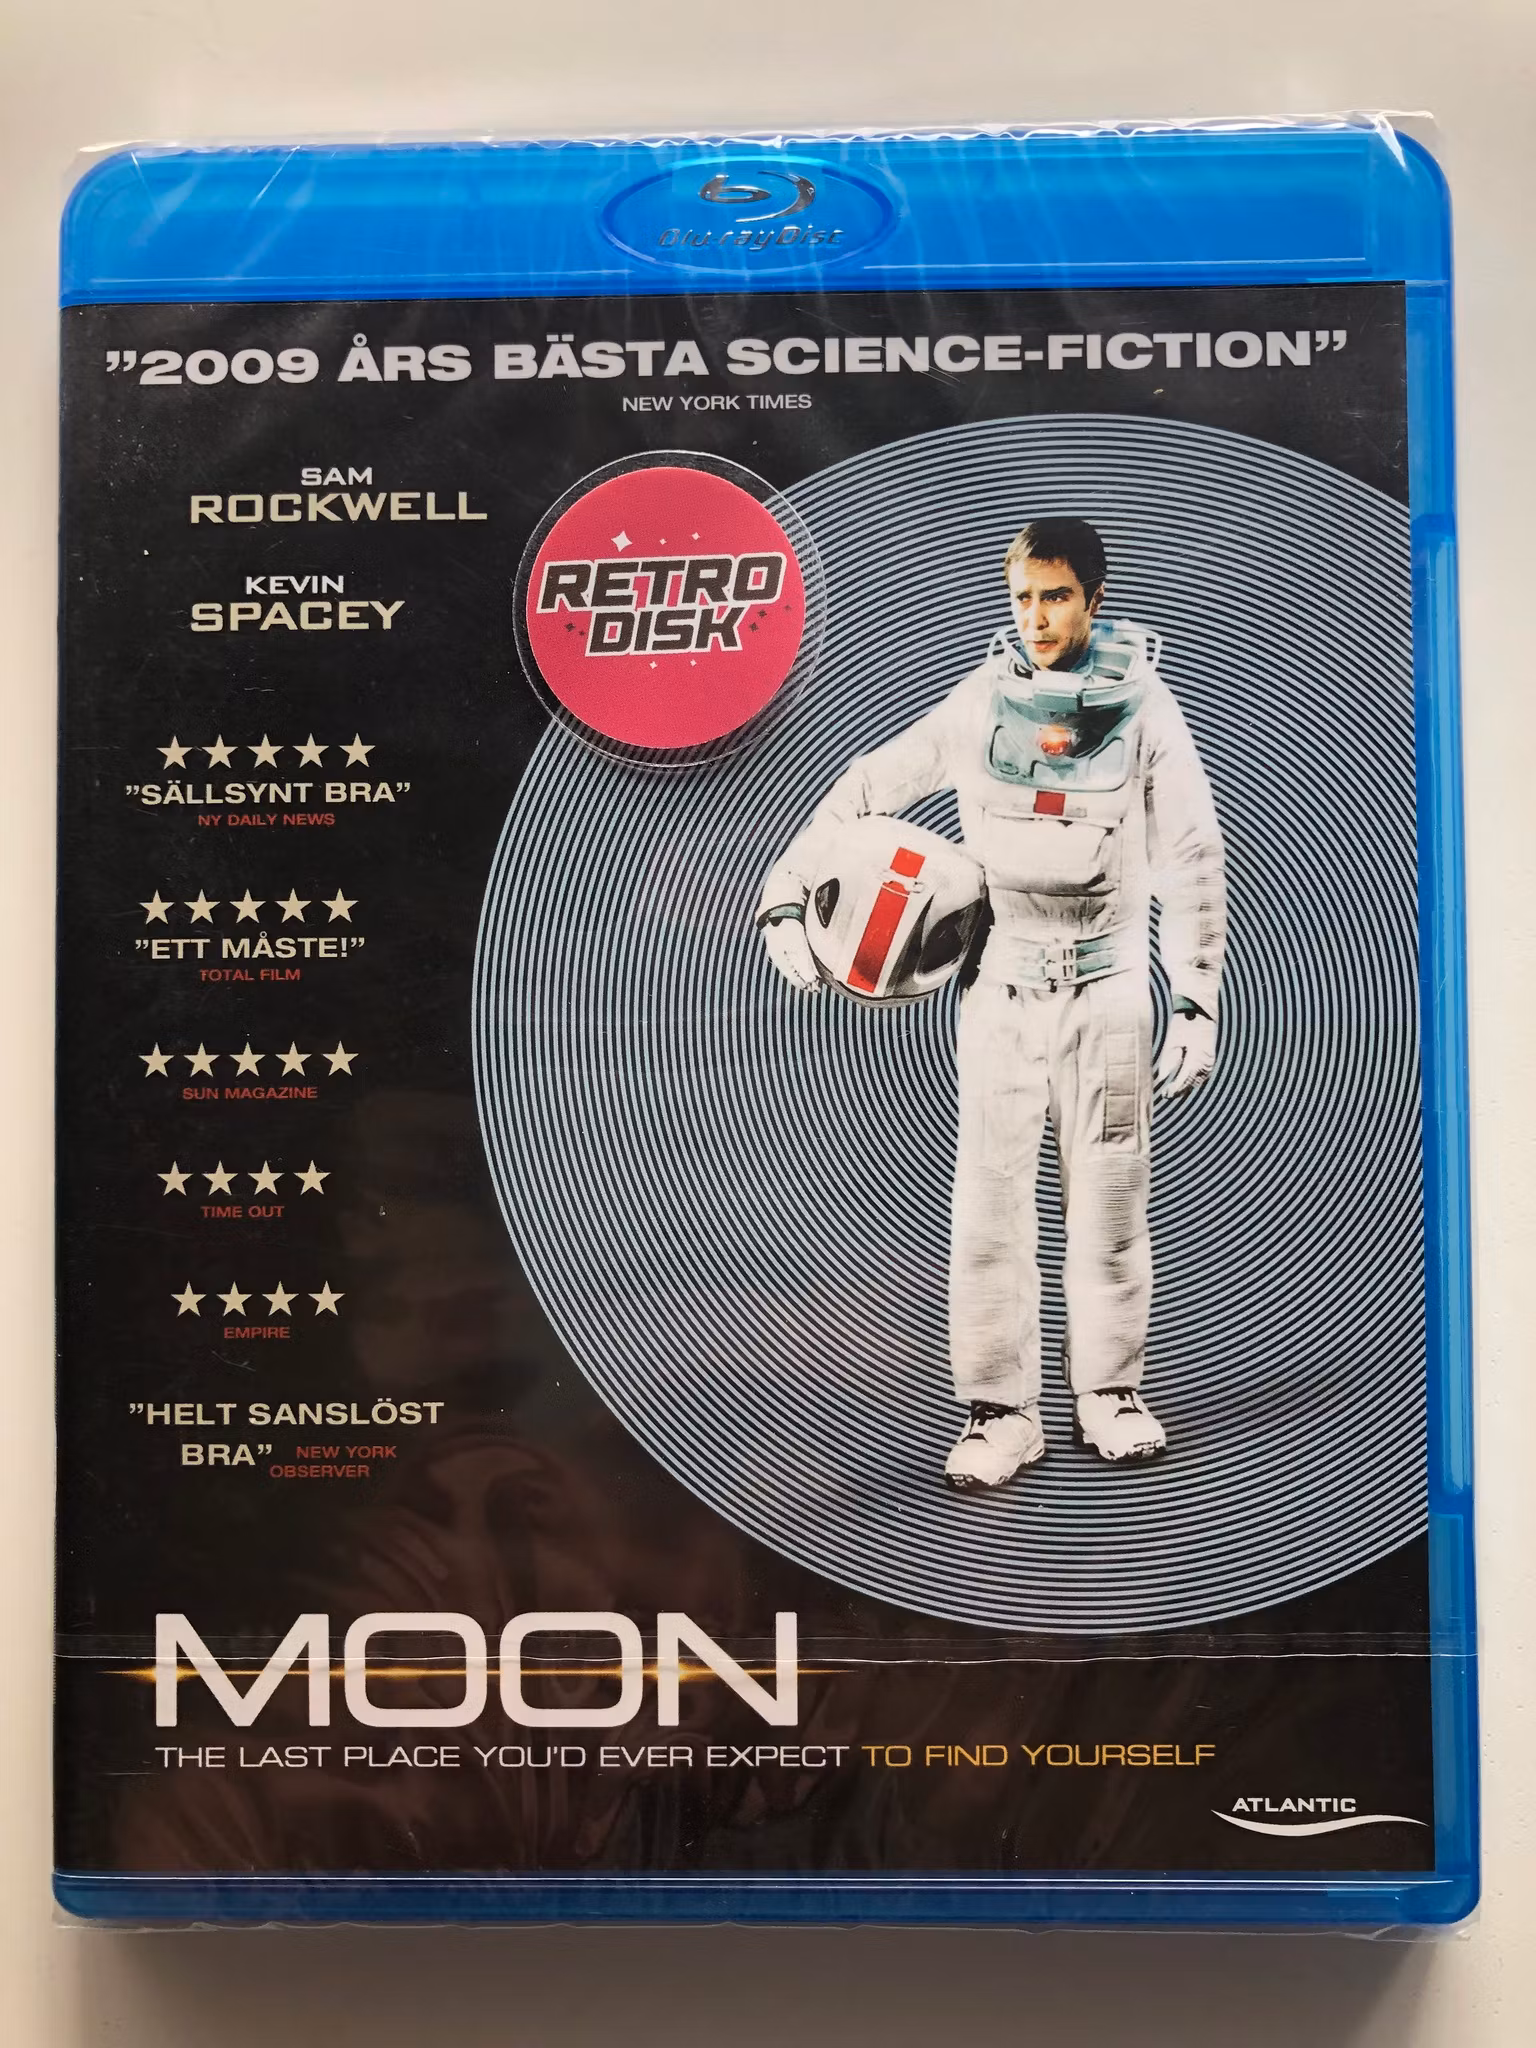 Blu-ray Disc
”2009 ÅRS BÄSTA SCIENCE-FICTION”
NEW YORK TIMES
SAM
ROCKWELL
KEVIN
SPACEY
RETRO
DISK
”SÄLLSYNT BRA”
NY DAILY NEWS
”ETT MÅSTE!”
TOTAL FILM
SUN MAGAZINE
TIME OUT
EMPIRE
”HELT SANSLÖST
BRA” NEW YORK
OBSERVER
MOON
THE LAST PLACE YOU'D EVER EXPECT TO FIND YOURSELF
ATLANTIC